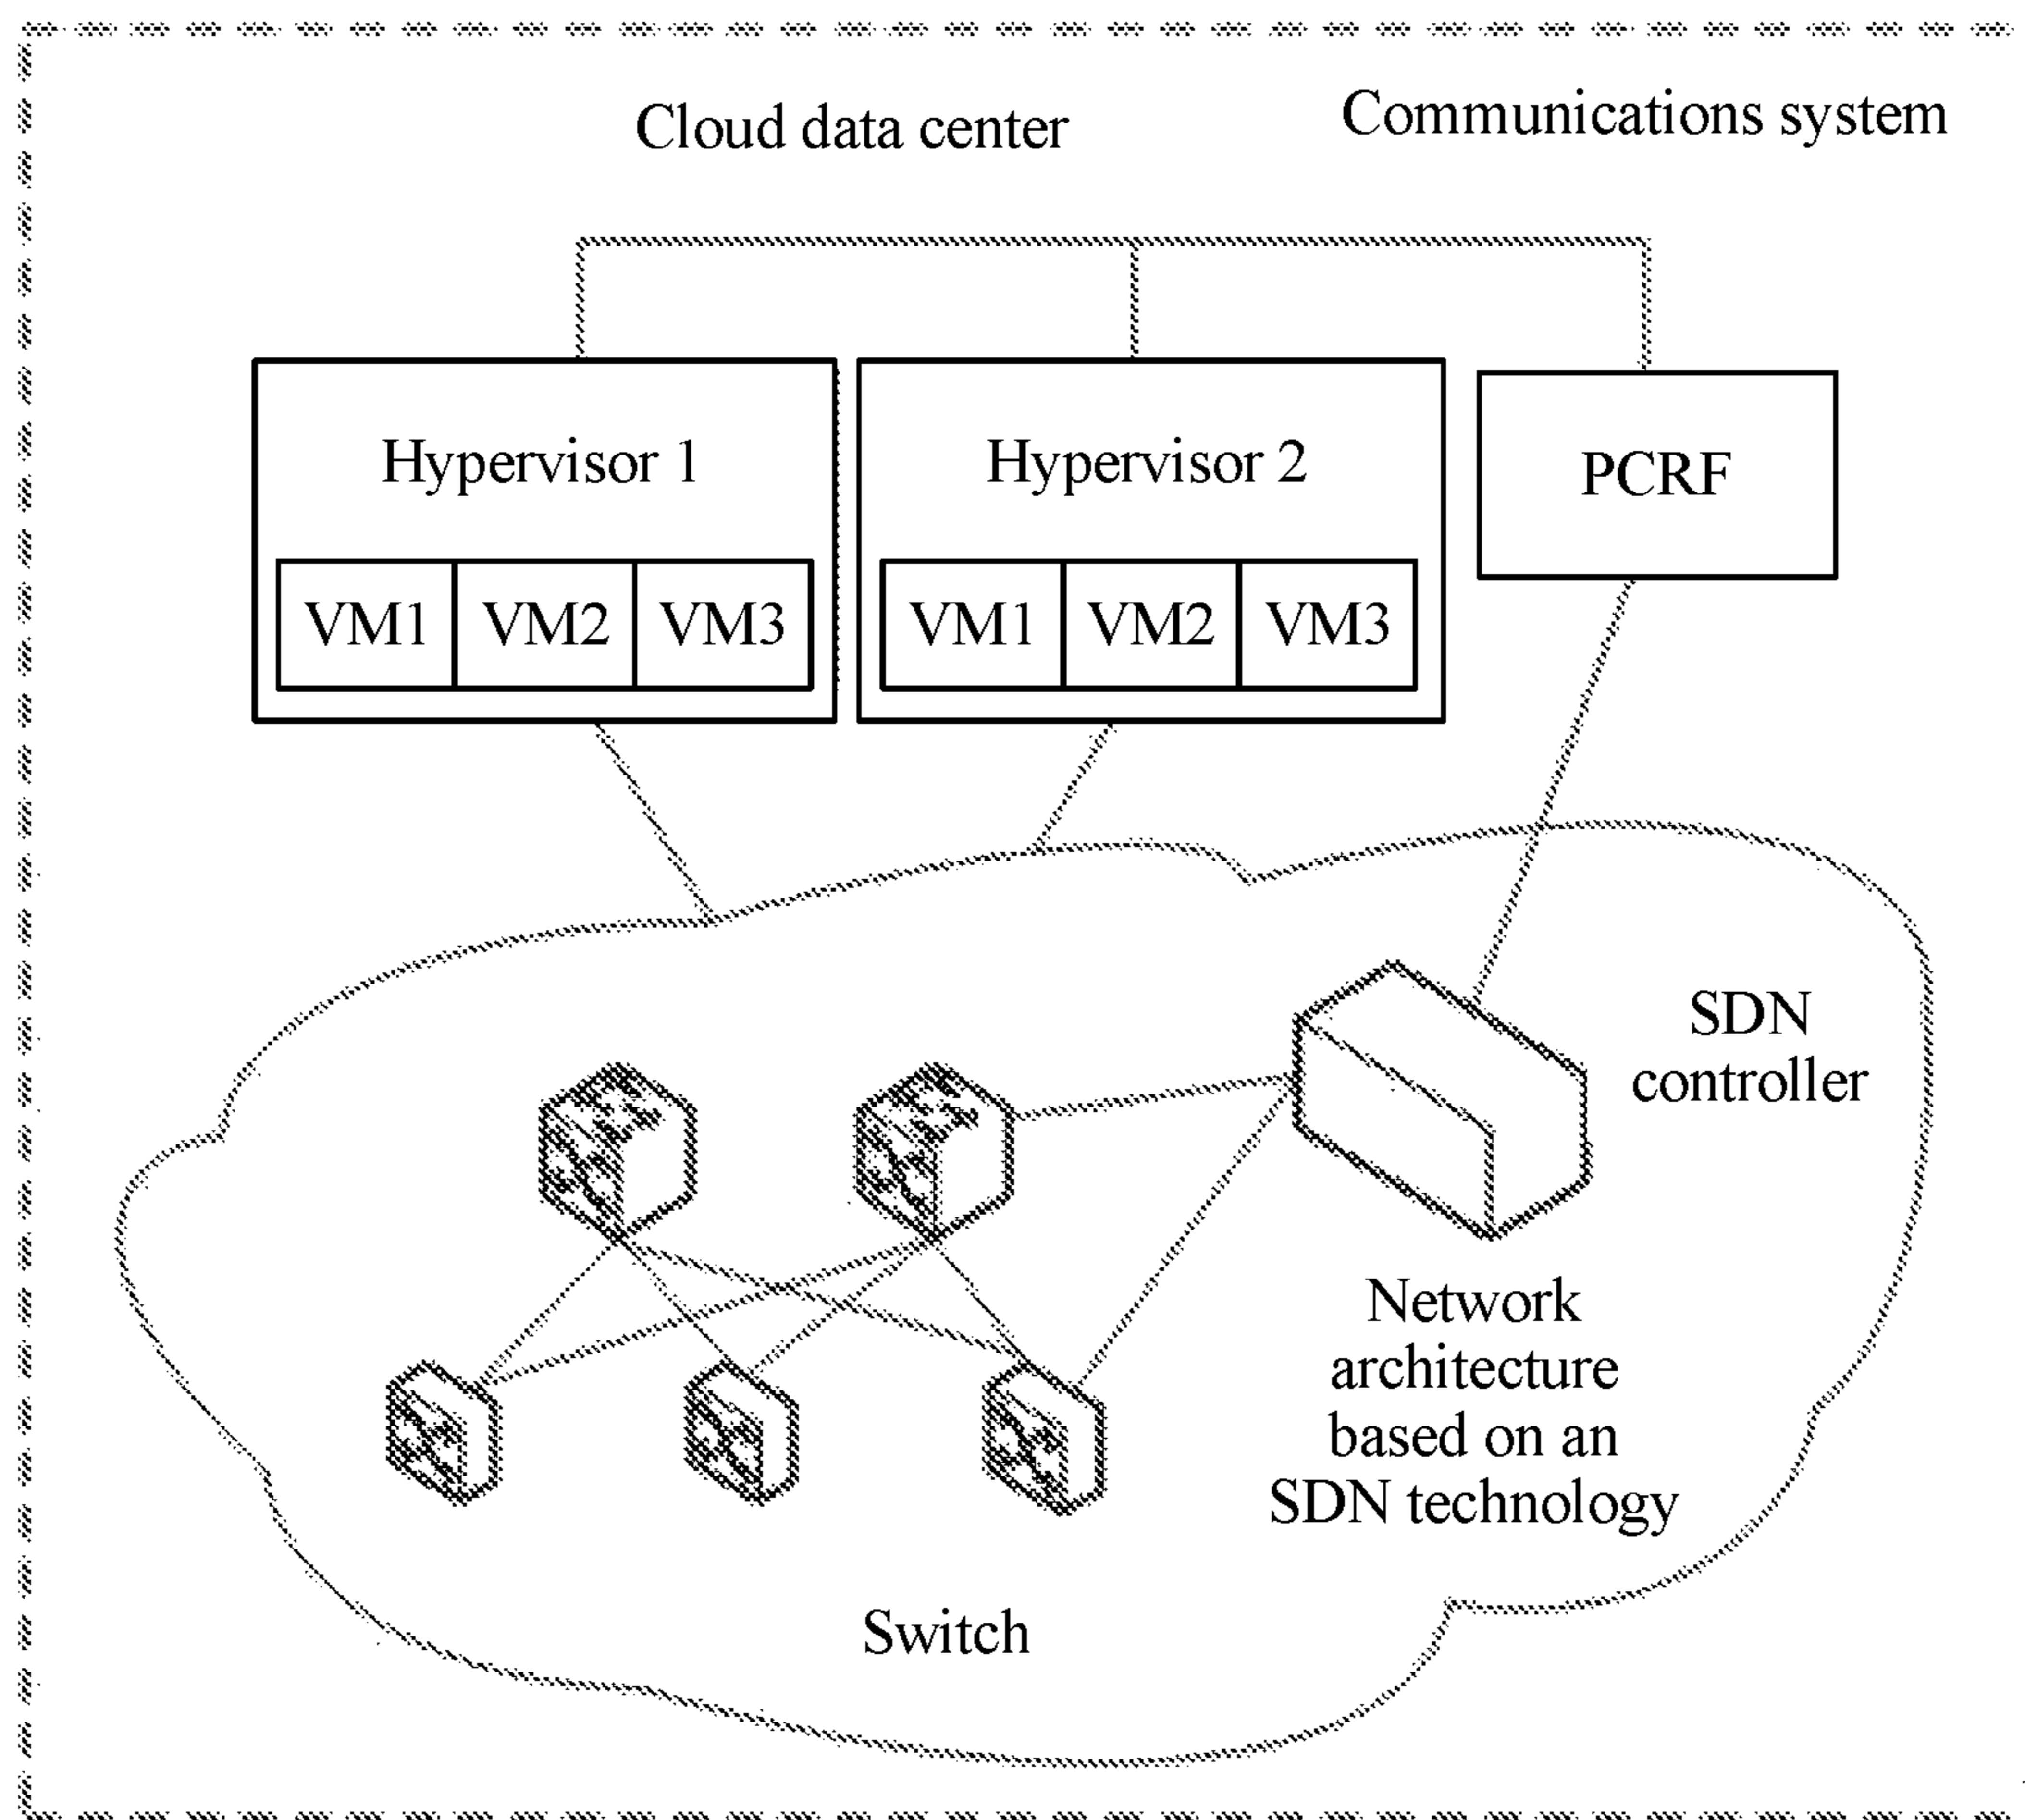 Cloud data center
Communications system
Hypervisor 1
Hypervisor 2
PCRF
VM1 VM2 VM3
VM1 VM2 VM3
SDN
controller
Network
architecture
based on an
SDN technology
Switch